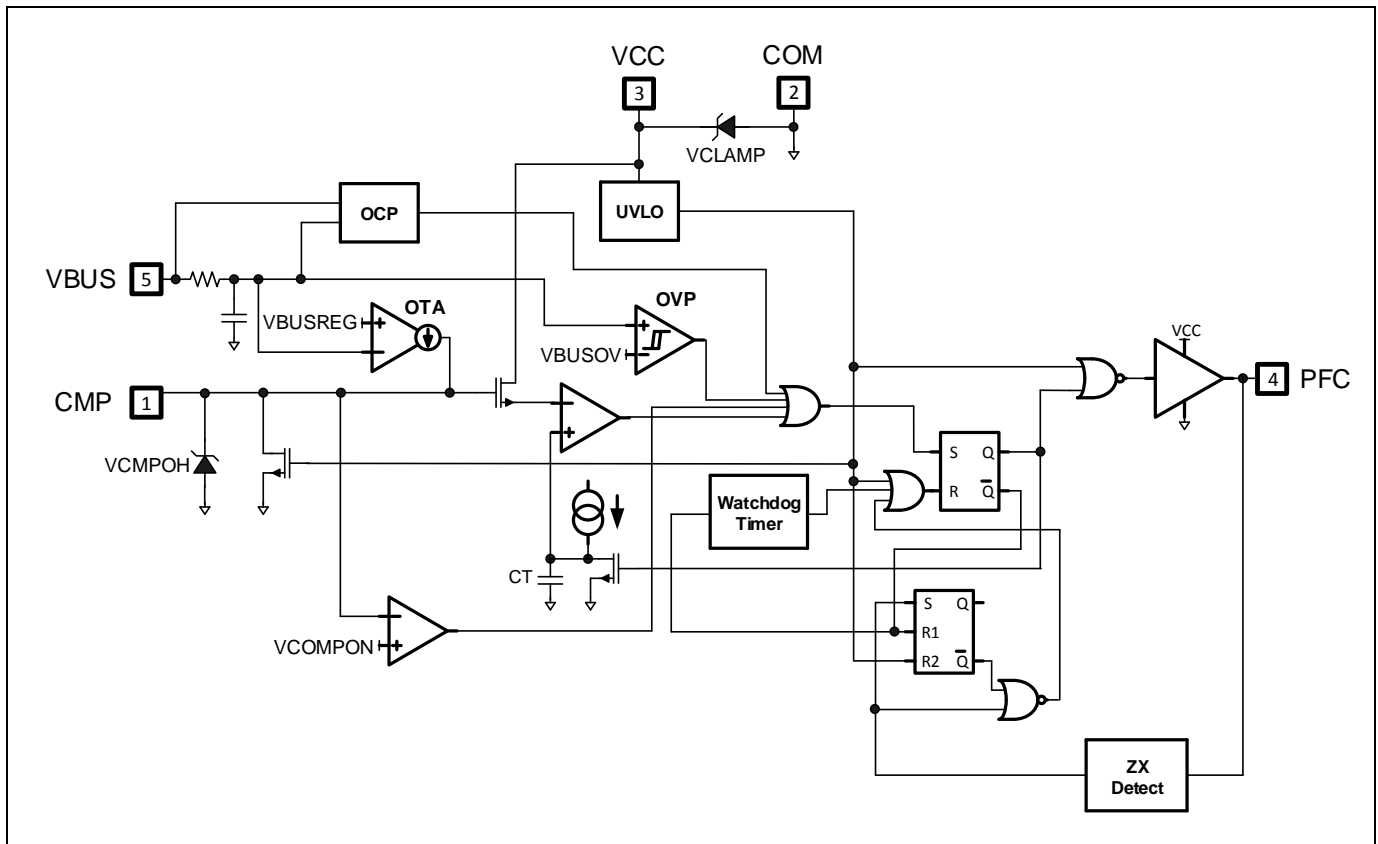 VCC
COM
3
2
VCLAMP
OCP
UVLO
VBUS
5
OTA
OVP
VBUSREG
VBUSOV
VCC
4
PFC
CMP
1
VCMPOH
S
Q
R
Q
Watchdog
Timer
CT
S
Q
R1
R2
Q
VCOMPON
ZX
Detect